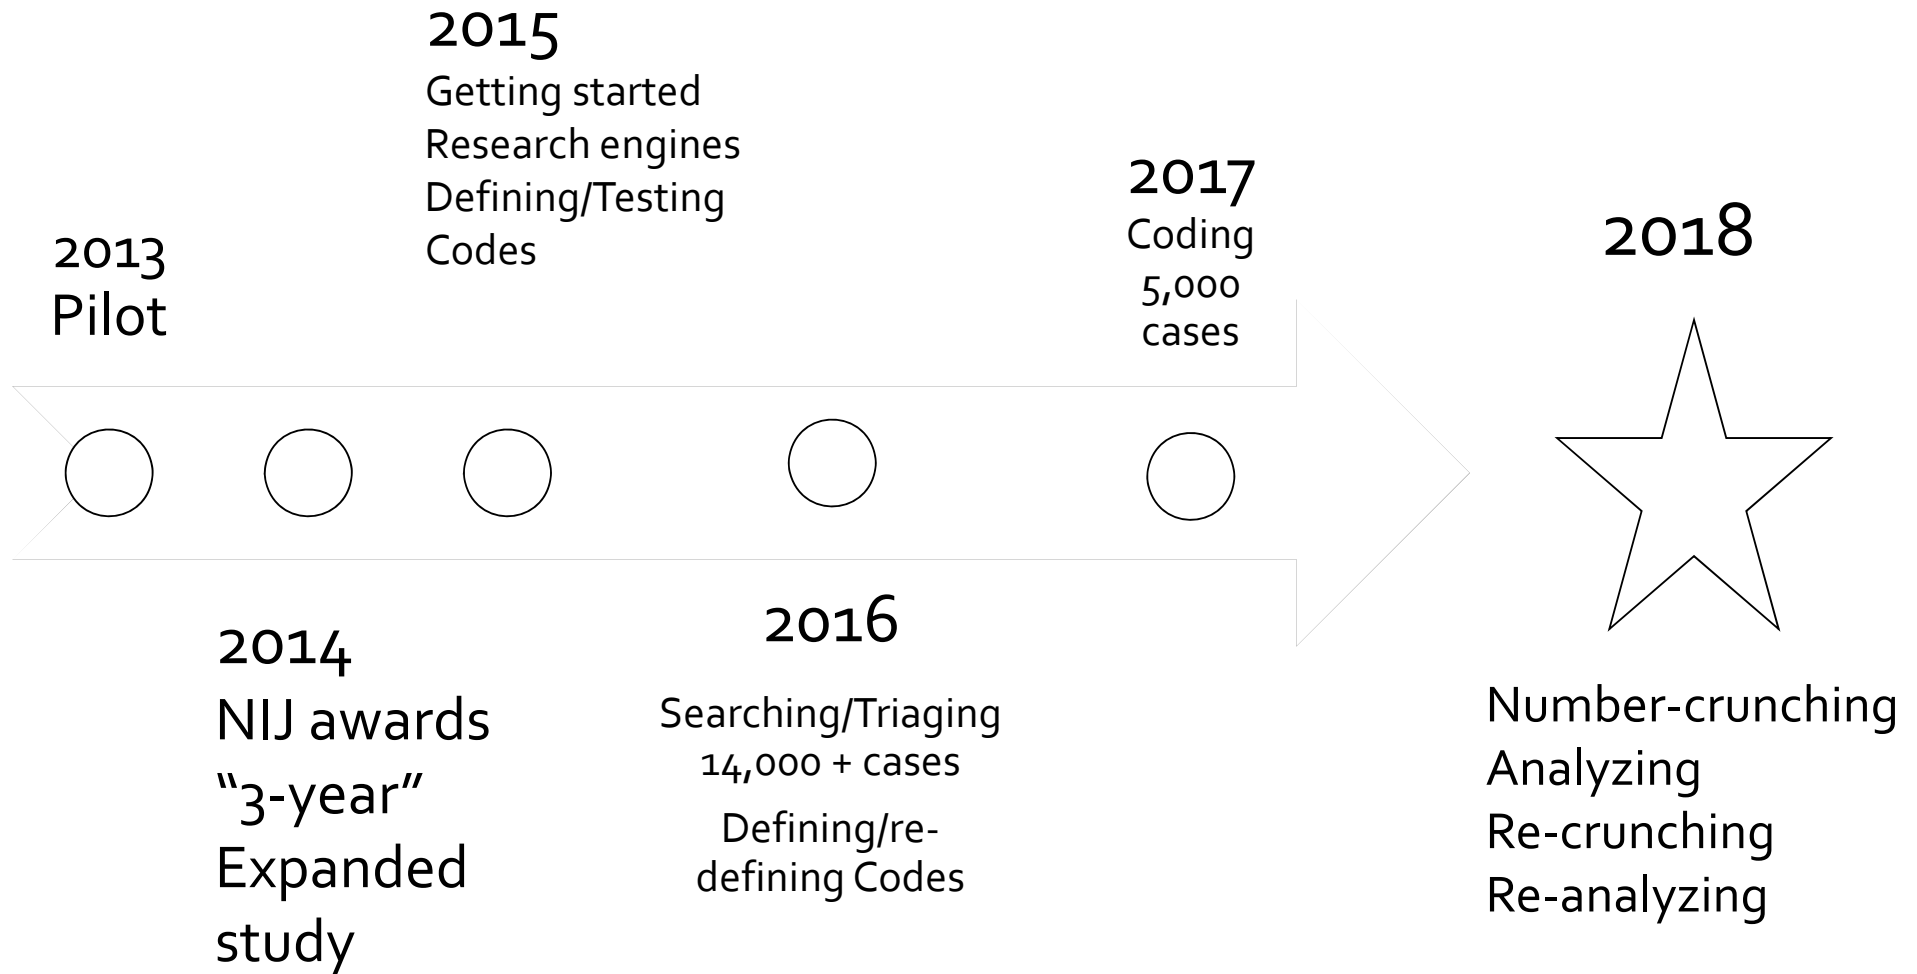 2013
Pilot
2014
NIJ awards
“3-year”
Expanded
study
2015
Getting started
Research engines
Defining/Testing
Codes
2016
Searching/Triaging
14,000 + cases
Defining/re-
defining Codes
2017
Coding
5,000
cases
2018
Number-crunching
Analyzing
Re-crunching
Re-analyzing